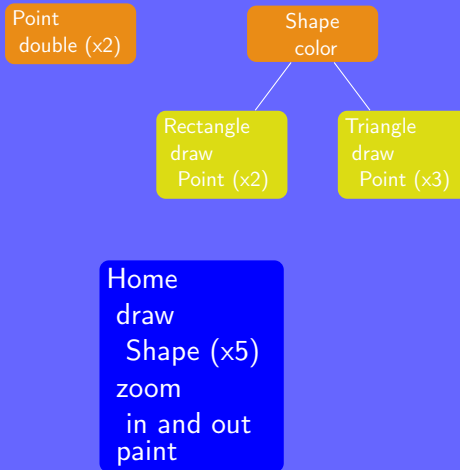 Point
double (x2)
Shape
color
Rectangle
draw
Point (x2)
Triangle
draw
Point (x3)
Home
draw
Shape (x5)
zoom
in and out
paint